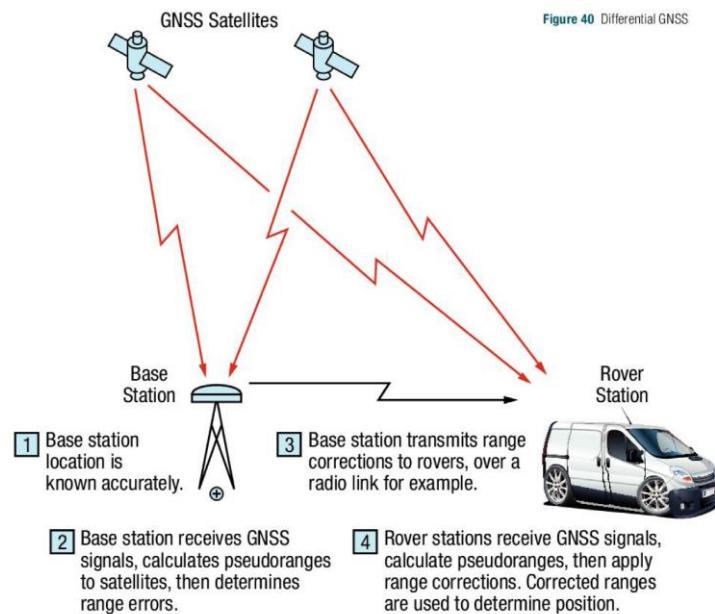 GNSS Satellites
Figure 40 Differential GNSS
Base
Station
Rover
Station
1 Base station
location is
known accurately.
3 Base station transmits range
corrections to rovers, over a
radio link for example.
2 Base station receives GNSS
signals, calculates pseudoranges
to satellites, then determines
range errors.
4 Rover stations receive GNSS signals,
calculate pseudoranges, then apply
range corrections. Corrected ranges
are used to determine position.